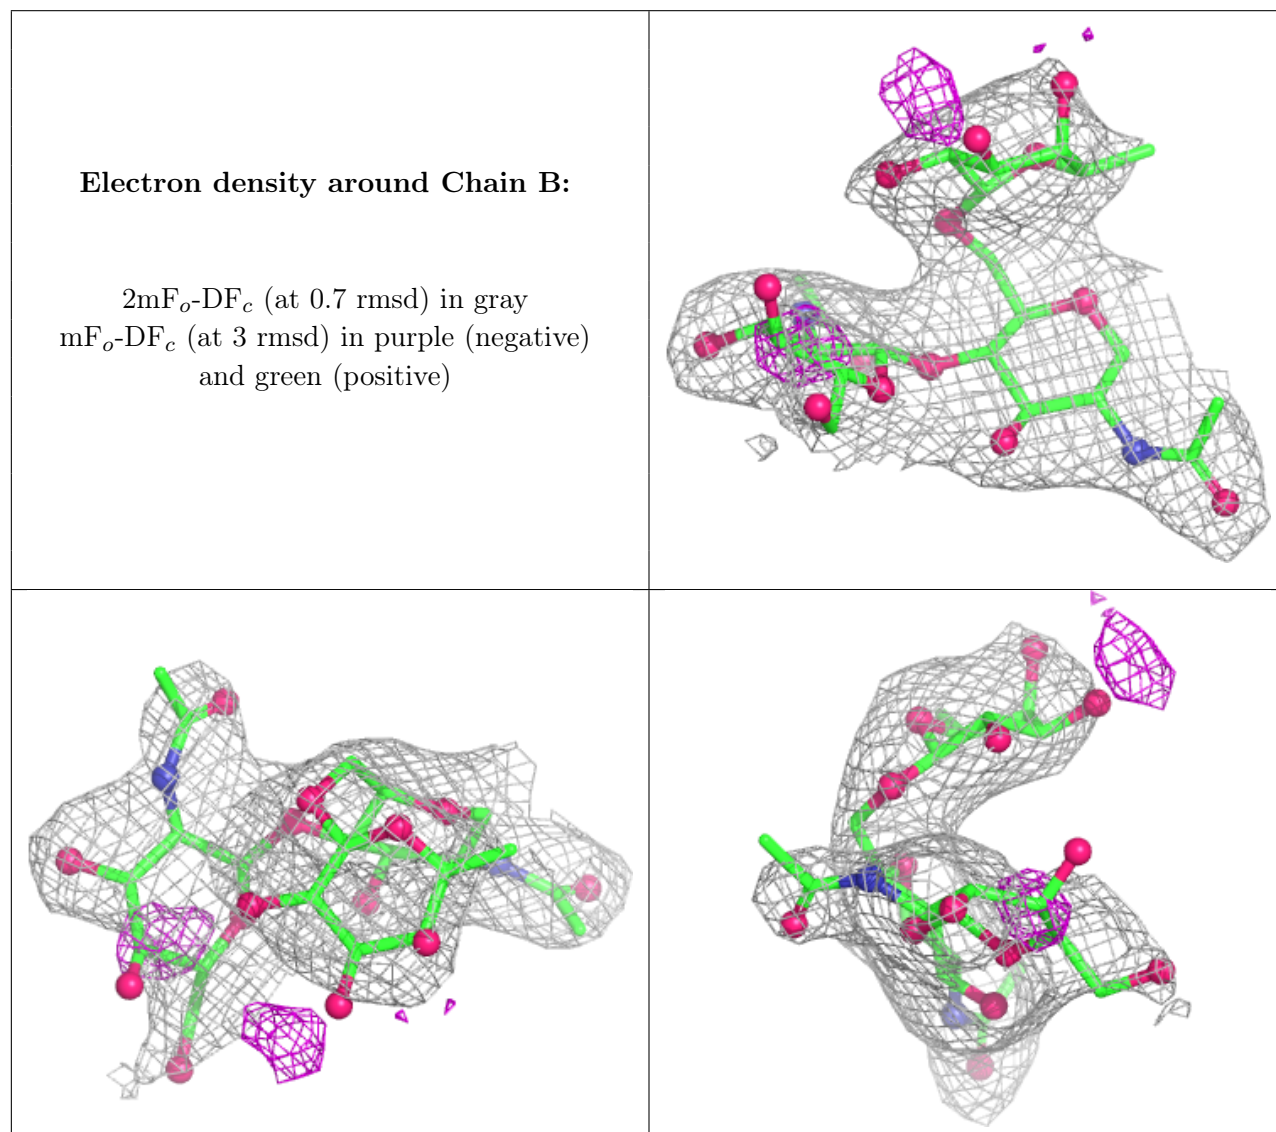 Electron density around Chain B:
2mFo-DFc (at 0.7 rmsd) in gray
mFo-DFc (at 3 rmsd) in purple (negative)
and green (positive)